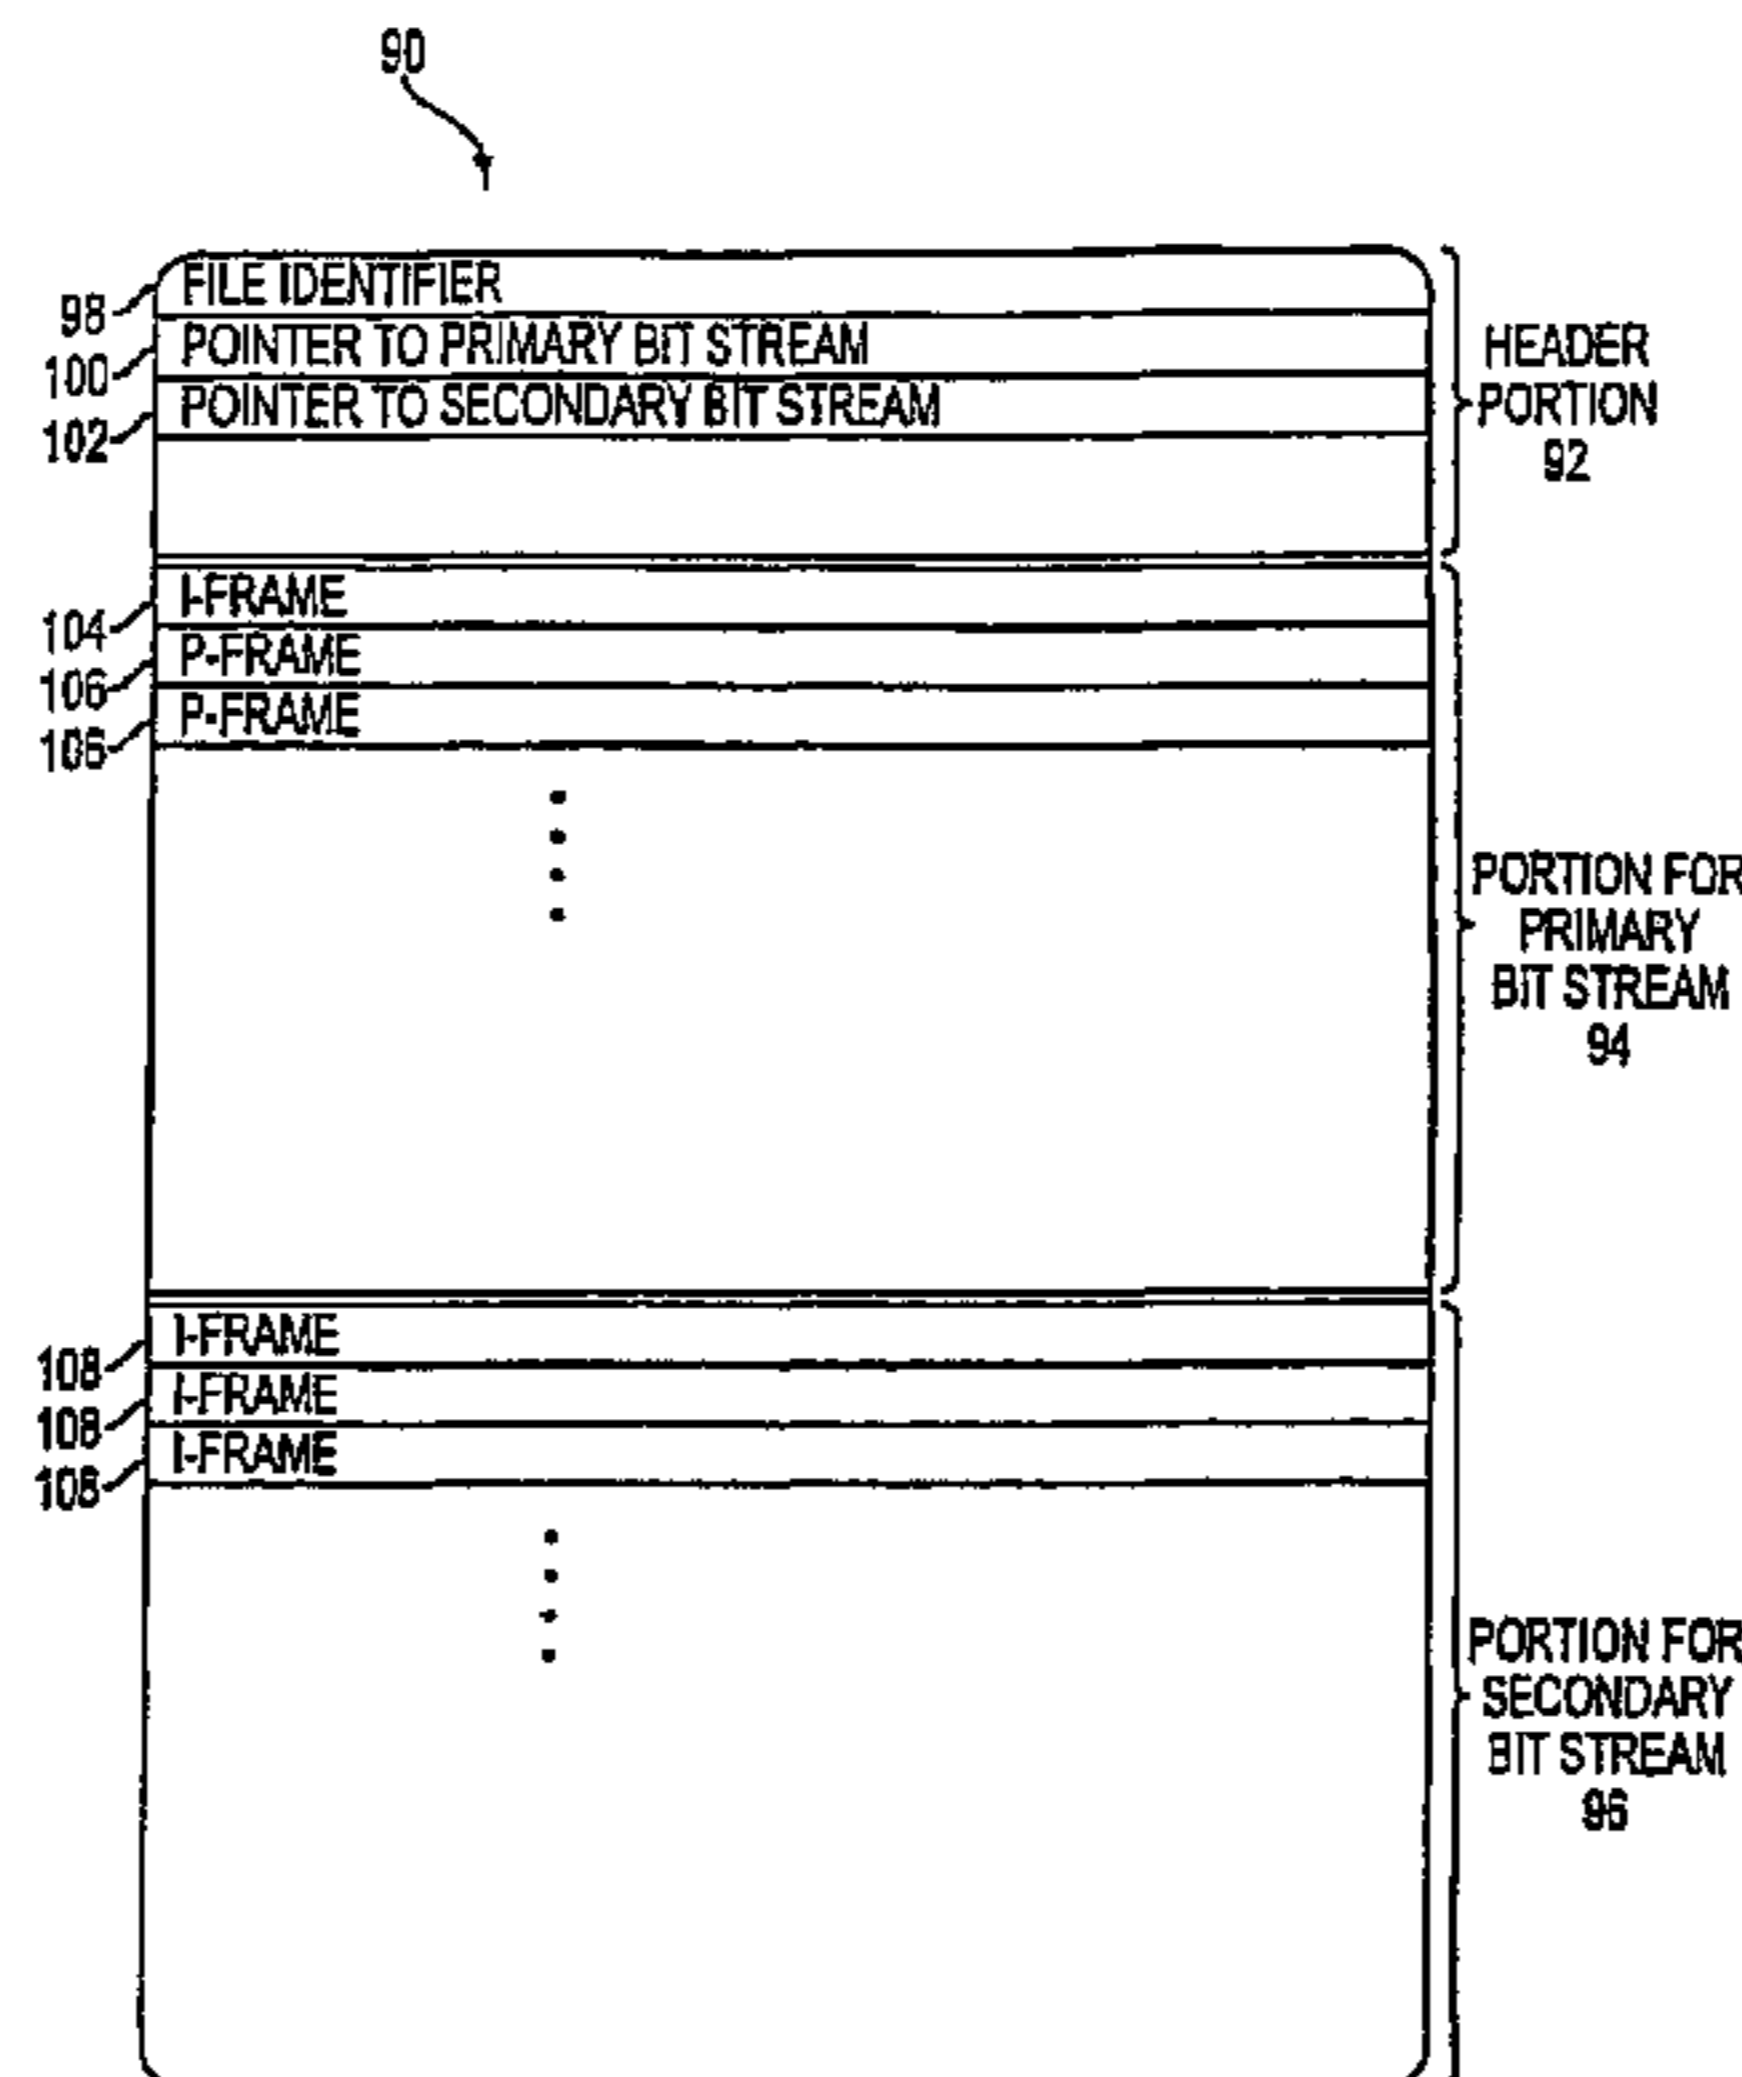 90
98 FILE IDENTIFIER
100 POINTER TO PRIMARY BIT STREAM
102 POINTER TO SECONDARY BIT STREAM
HEADER
PORTION
92
104 I-FRAME
106 P-FRAME
106 P-FRAME
PORTION FOR
PRIMARY
BIT STREAM
94
108 I-FRAME
108 I-FRAME
108 I-FRAME
PORTION FOR
SECONDARY
BIT STREAM
96